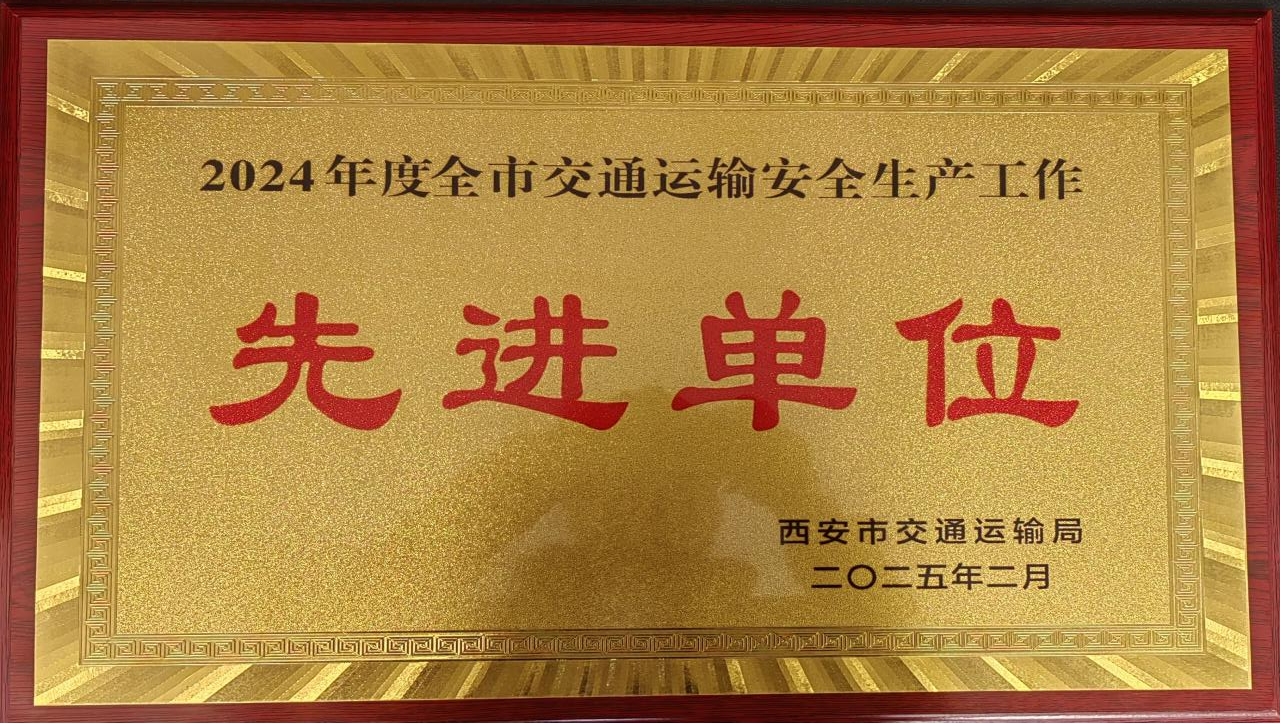 2024年度全市交通运输安全生产工作
先进单位
西安市交通运输局
二〇二五年二月